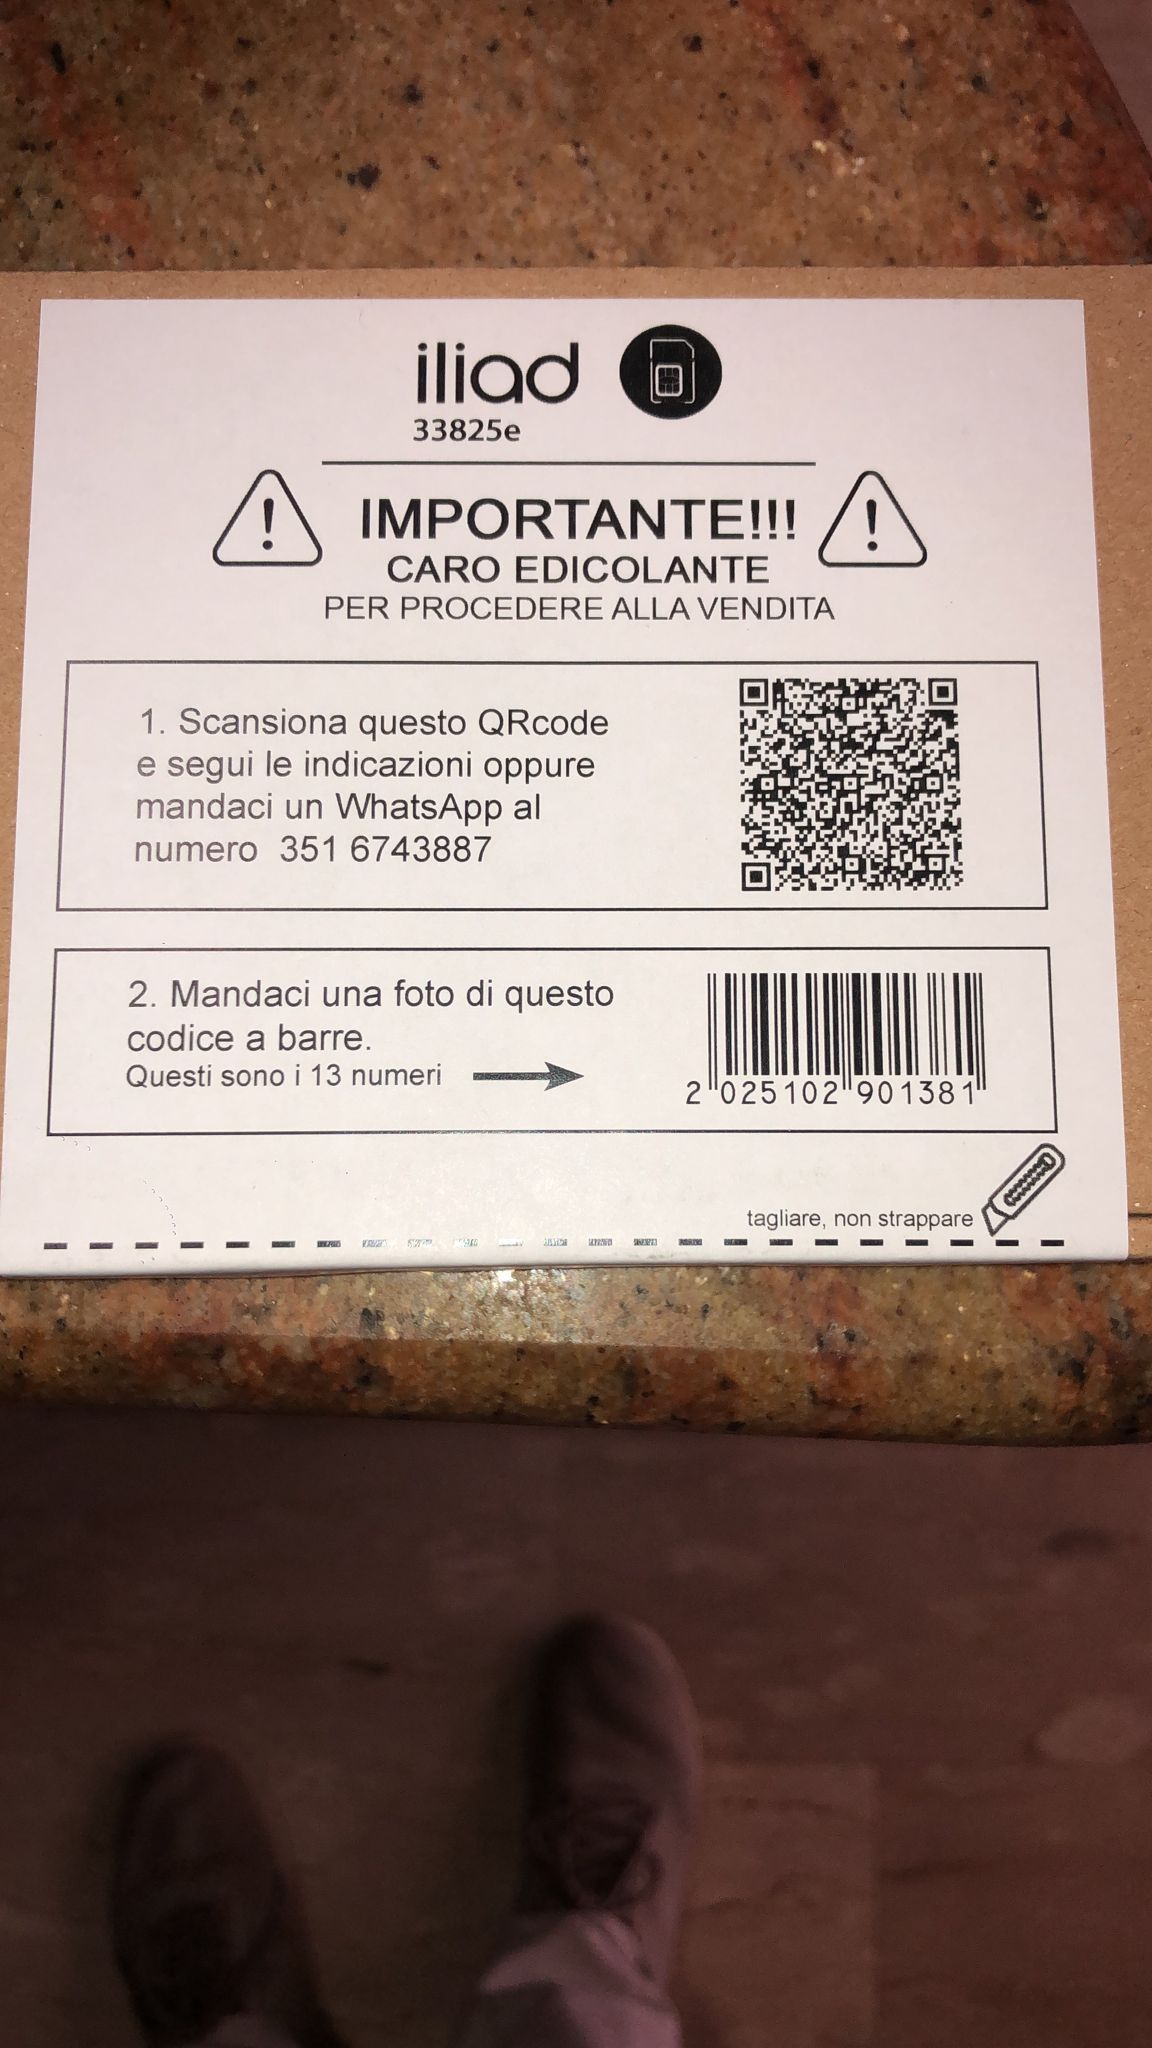 iliad
33825e
IMPORTANTE!!!
CARO EDICOLANTE
PER PROCEDERE ALLA VENDITA
1. Scansiona questo QRcode
e segui le indicazioni oppure
mandaci un WhatsApp al
numero 351 6743887
2. Mandaci una foto di questo
codice a barre.
Questi sono i 13 numeri
2 025102 901381
tagliare, non strappare